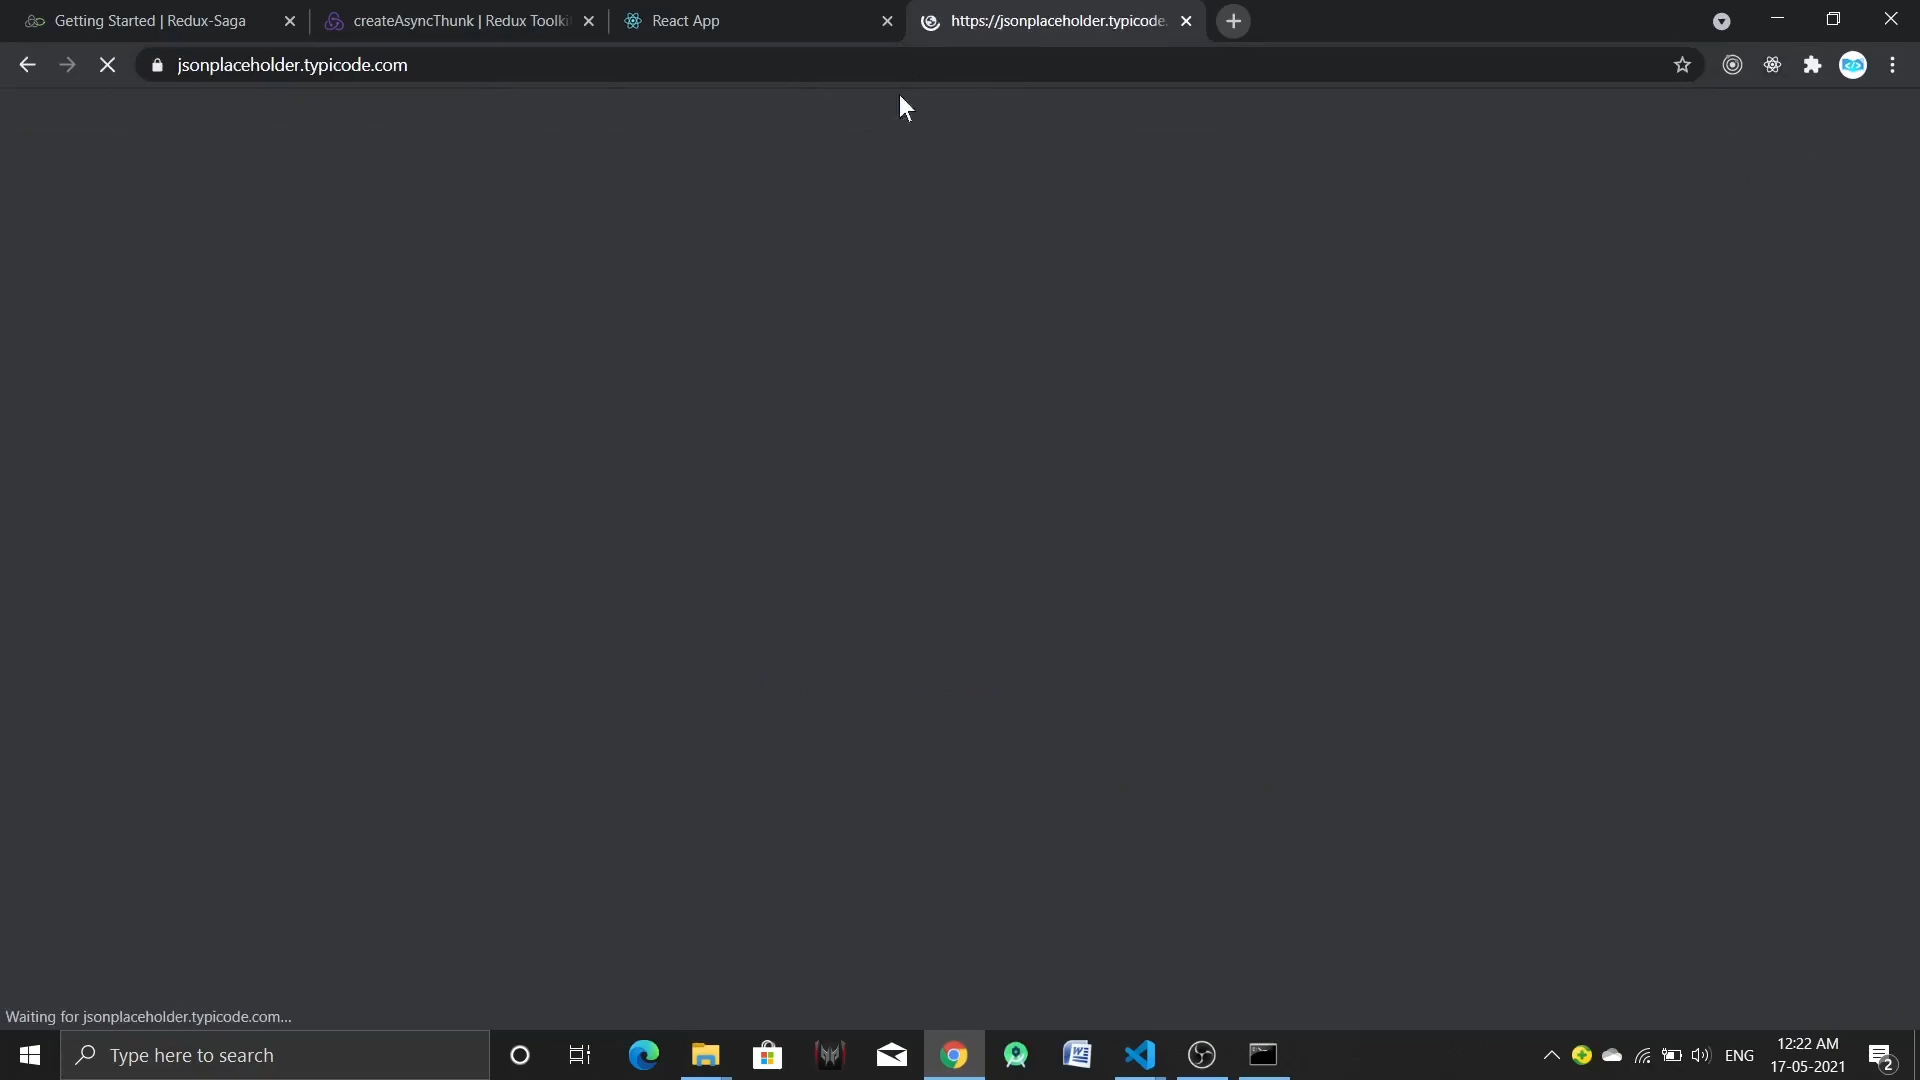 Getting Started | Redux-Saga
createAsyncThunk | Redux Toolki
React App
https://jsonplaceholder.typicode.
jsonplaceholder.typicode.com
Waiting for jsonplaceholder.typicode.com...
Type here to search
ENG
12:22 AM
17-05-2021
2